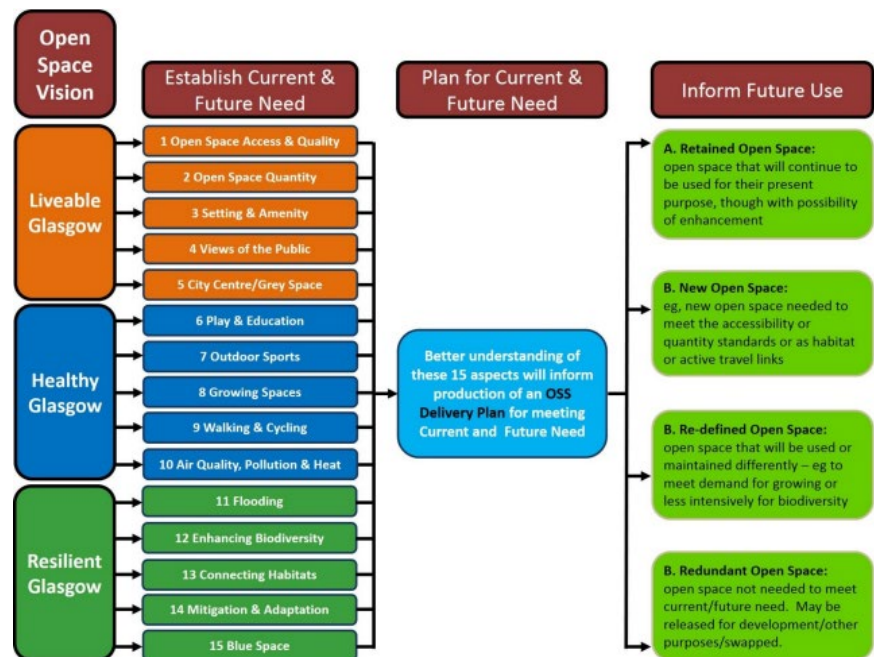 Open
Space
Vision
Establish Current &
Future Need
Plan for Current &
Future Need
Inform Future Use
Liveable
Glasgow
1 Open Space Access & Quality
2 Open Space Quantity
3 Setting & Amenity
4 Views of the Public
5 City Centre/Grey Space
Healthy
Glasgow
6 Play & Education
7 Outdoor Sports
8 Growing Spaces
9 Walking & Cycling
10 Air Quality, Pollution & Heat
Resilient
Glasgow
11 Flooding
12 Enhancing Biodiversity
13 Connecting Habitats
14 Mitigation & Adaptation
15 Blue Space
Better understanding of
these 15 aspects will inform
production of an OSS
Delivery Plan for meeting
Current and Future Need
A. Retained Open Space:
open space that will continue to
be used for their present
purpose, though with possibility
of enhancement
B. New Open Space:
eg, new open space needed to
meet the accessibility or
quantity standards or as habitat
or active travel links
B. Re-defined Open Space:
open space that will be used or
maintained differently – eg to
meet demand for growing or
less intensively for biodiversity
B. Redundant Open Space:
open space not needed to meet
current/future need. May be
released for development/other
purposes/swapped.